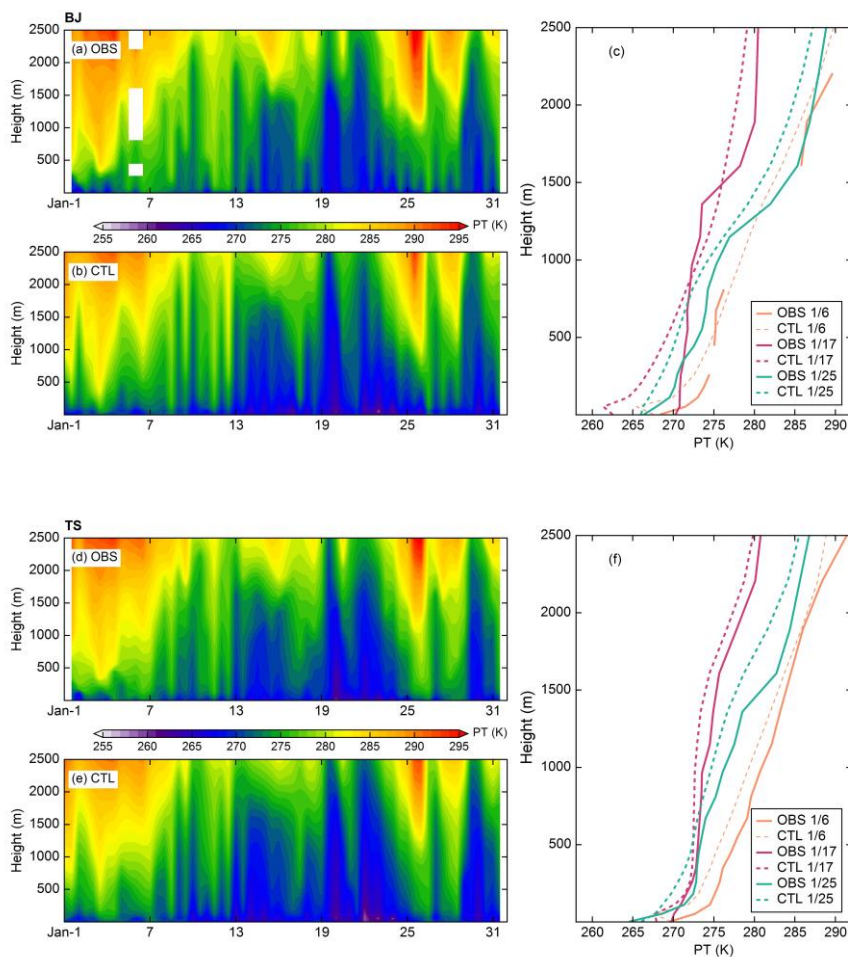 BJ
2500
2000
1500
1000
500
Height (m)
(a) OBS
Jan-1 7 13 19 25 31
PT (K)
255 260 265 270 275 280 285 290 295
2500
2000
1500
1000
500
Height (m)
(b) CTL
Jan-1 7 13 19 25 31
(c)
2500
2000
1500
1000
500
Height (m)
OBS 1/6
CTL 1/6
OBS 1/17
CTL 1/17
OBS 1/25
CTL 1/25
260 265 270 275 280 285 290
PT (K)
TS
2500
2000
1500
1000
500
Height (m)
(d) OBS
Jan-1 7 13 19 25 31
PT (K)
255 260 265 270 275 280 285 290 295
2500
2000
1500
1000
500
Height (m)
(e) CTL
Jan-1 7 13 19 25 31
(f)
2500
2000
1500
1000
500
Height (m)
OBS 1/6
CTL 1/6
OBS 1/17
CTL 1/17
OBS 1/25
CTL 1/25
260 265 270 275 280 285 290
PT (K)